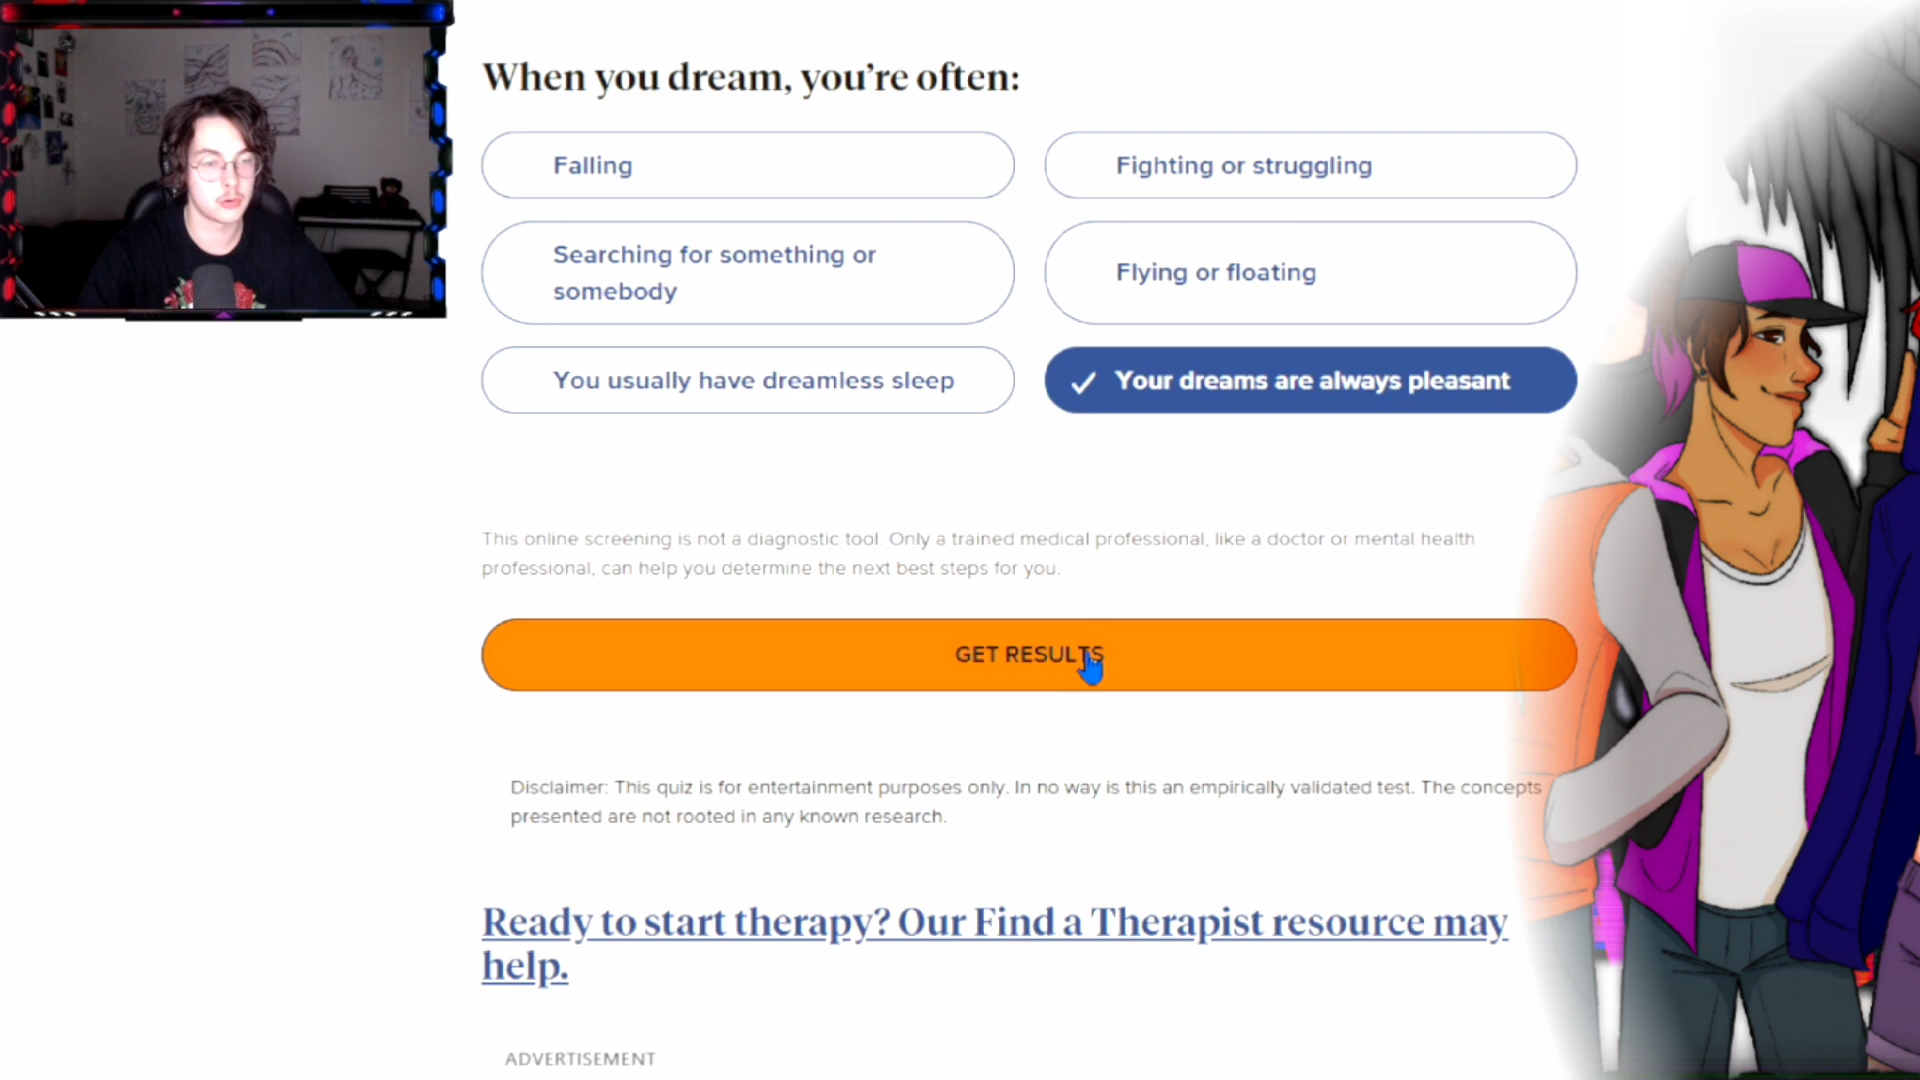 When you dream, you're often:
Falling
Fighting or struggling
Searching for something or
somebody
Flying or floating
You usually have dreamless sleep
Your dreams are always pleasant
This online screening is not a diagnostic tool. Only a trained medical professional, like a doctor or mental health
professional, can help you determine the next best steps for you.
GET RESULTS
Disclaimer: This quiz is for entertainment purposes only. In no way is this an empirically validated test. The concepts
presented are not rooted in any known research.
Ready to start therapy? Our Find a Therapist resource may
help.
ADVERTISEMENT